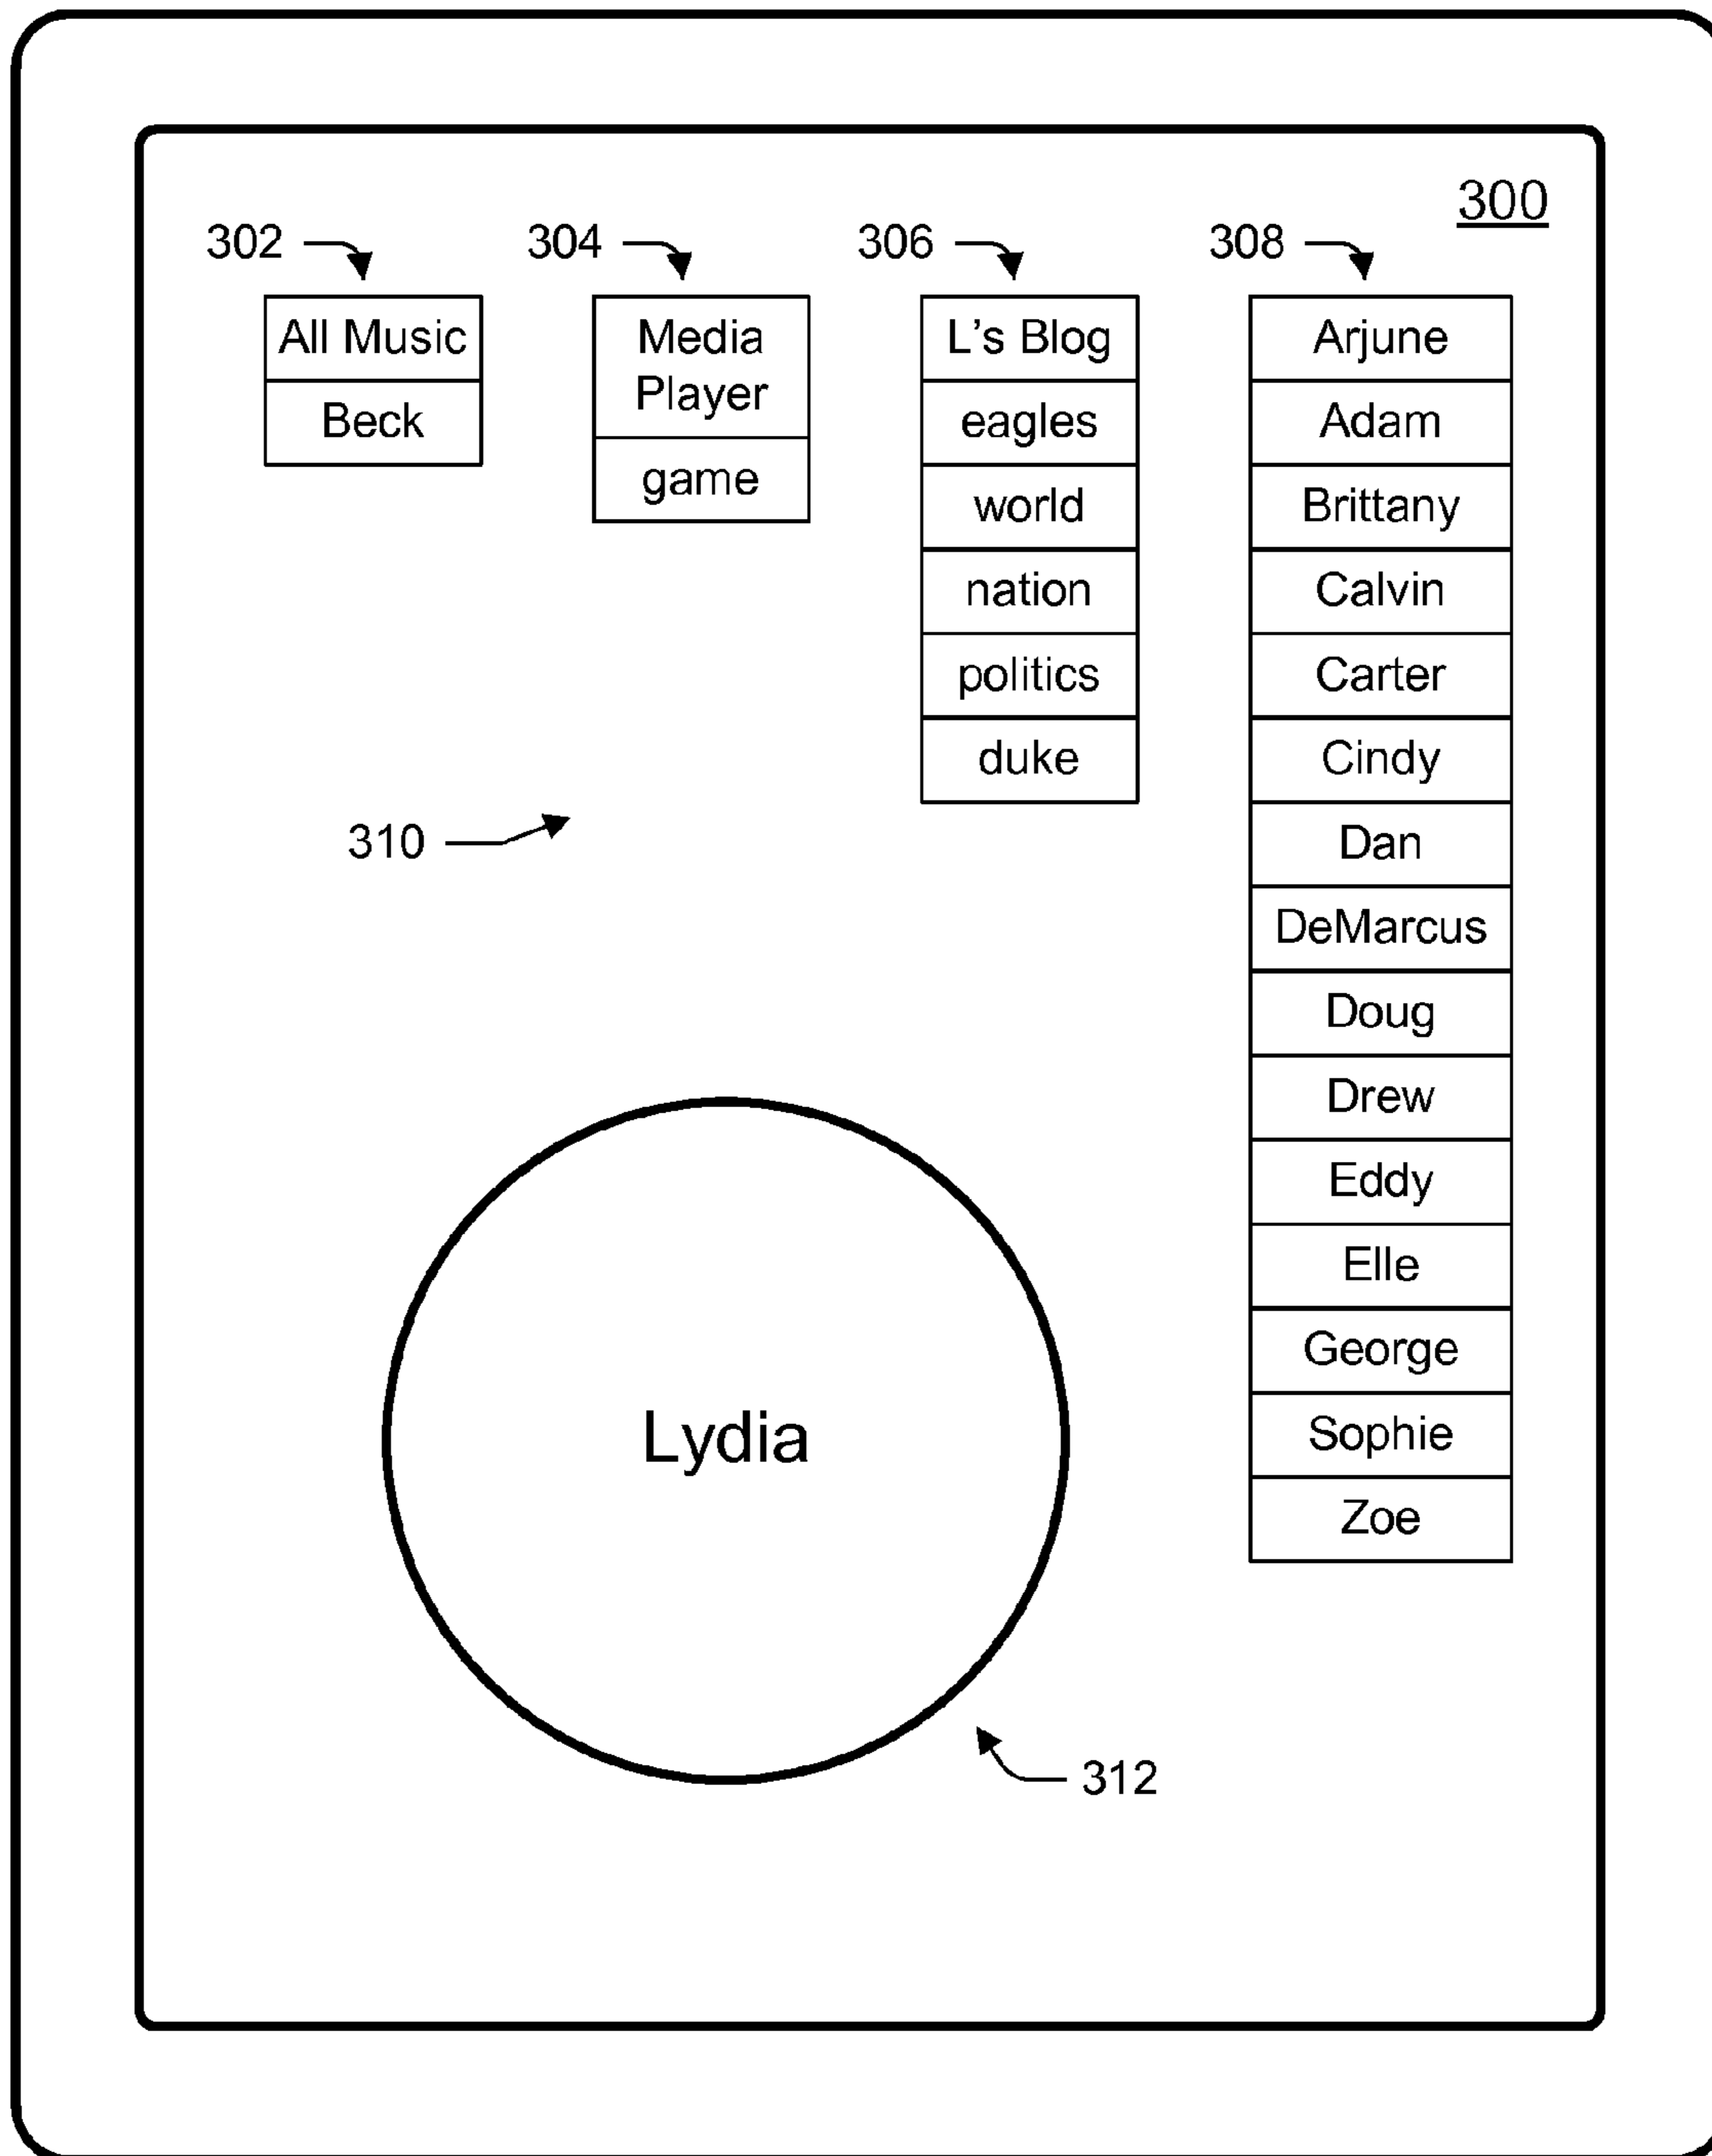 300
302
304
306
308
All Music
Beck
Media
Player
game
L's Blog
eagles
world
nation
politics
duke
Arjune
Adam
Brittany
Calvin
Carter
Cindy
Dan
DeMarcus
Doug
Drew
Eddy
Elle
George
Sophie
Zoe
310
Lydia
312